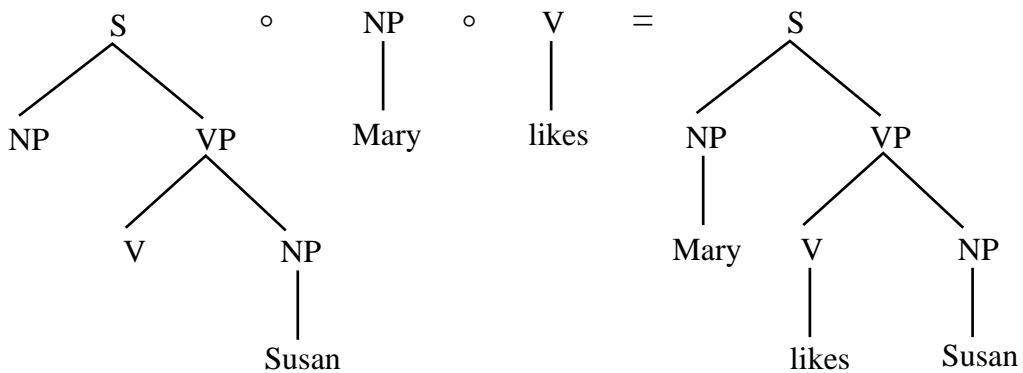 S ∘ NP ∘ V = S
NP VP Mary likes NP VP
V NP Mary V NP
Susan likes Susan